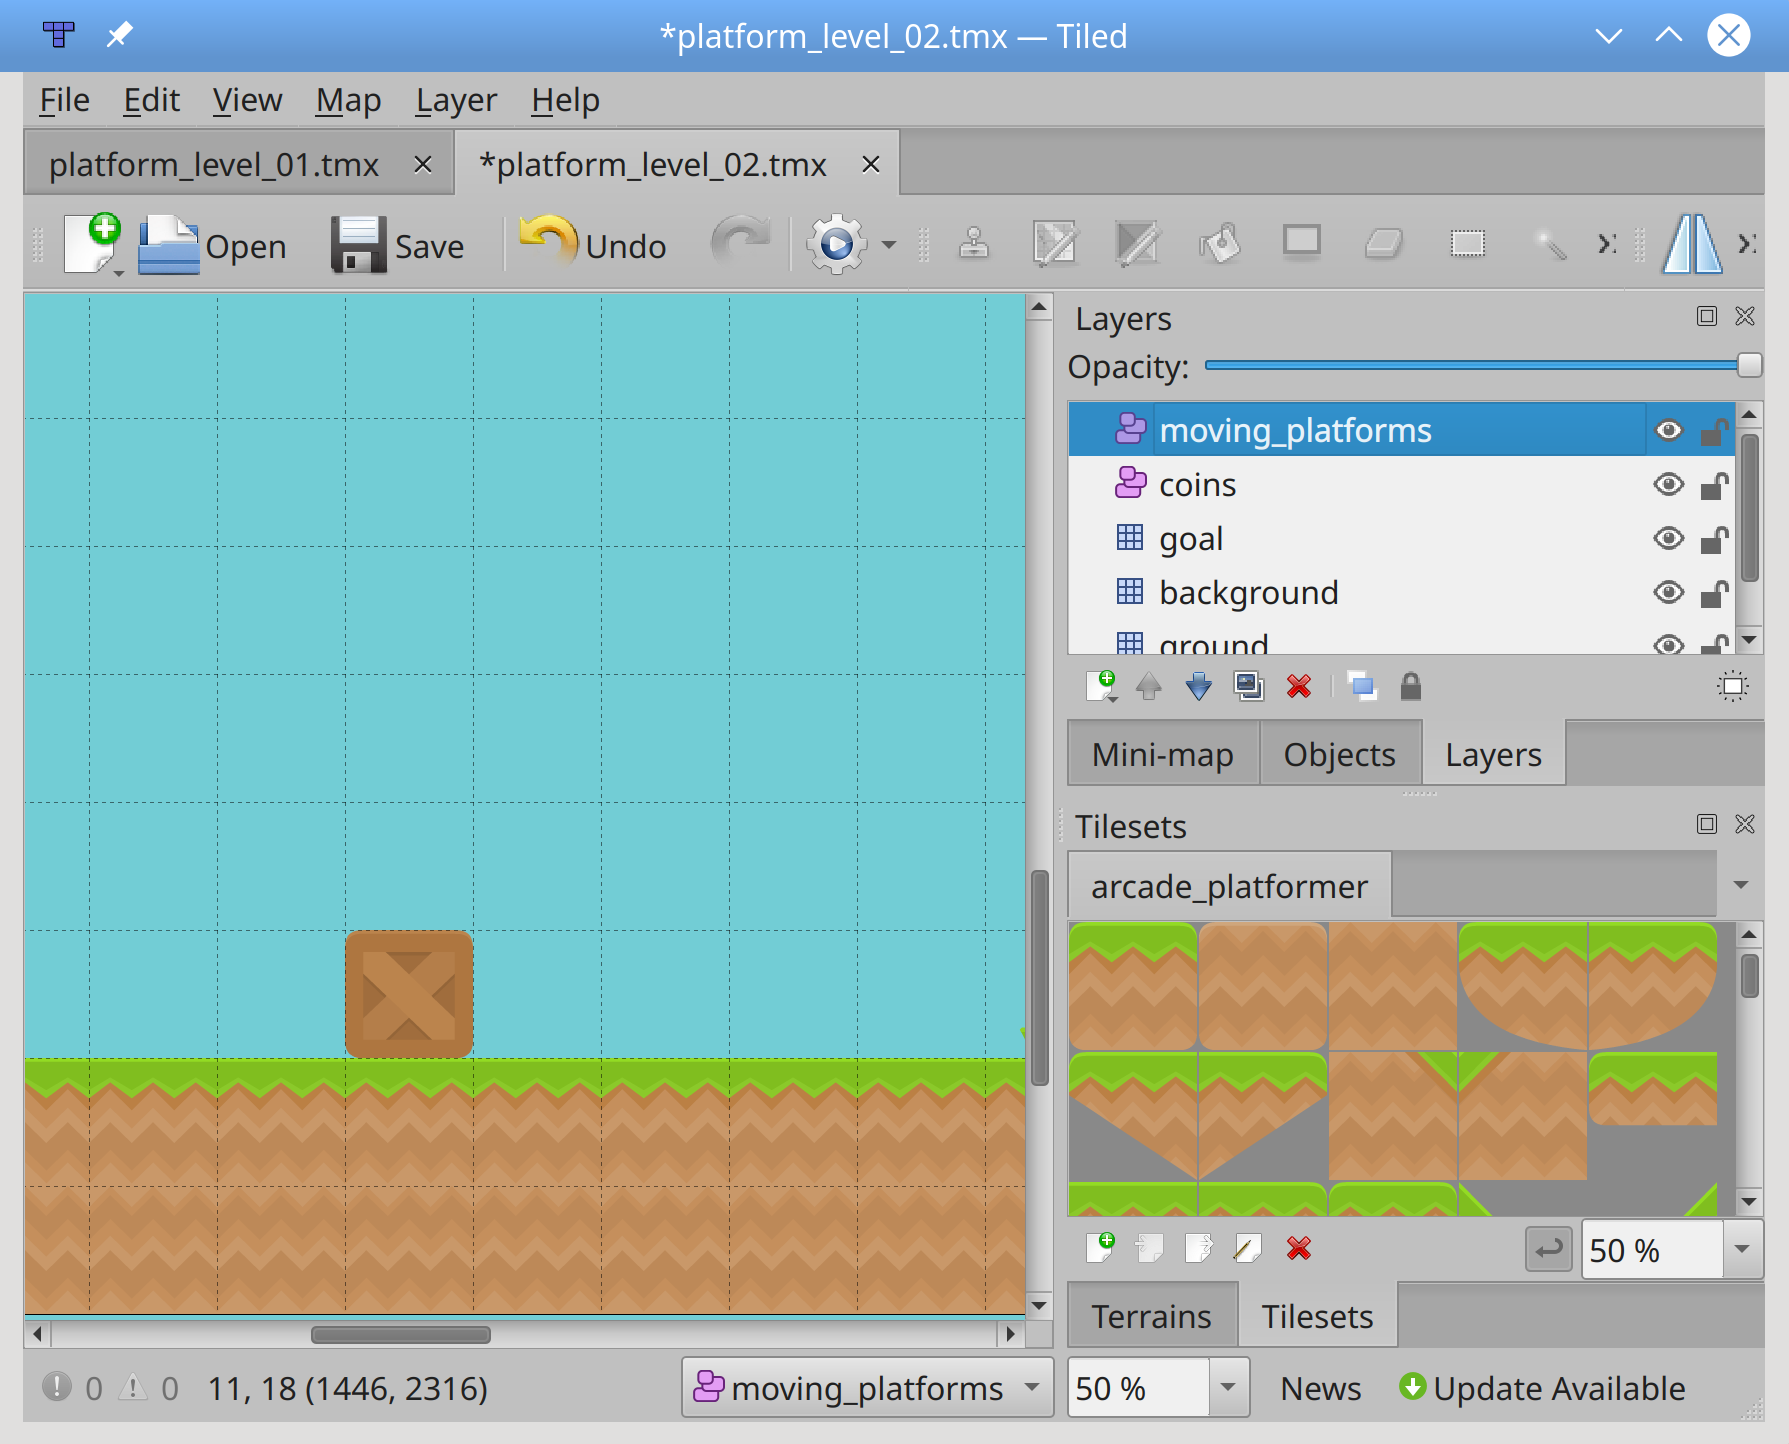 *platform_level_02.tmx — Tiled
File Edit View Map Layer Help
platform_level_01.tmx *platform_level_02.tmx
Open Save Undo
Layers
Opacity:
moving_platforms
coins
goal
background
ground
Mini-map Objects Layers
Tilesets
arcade_platformer
50 %
Terrains Tilesets
0 0 11, 18 (1446, 2316) moving_platforms 50 % News Update Available